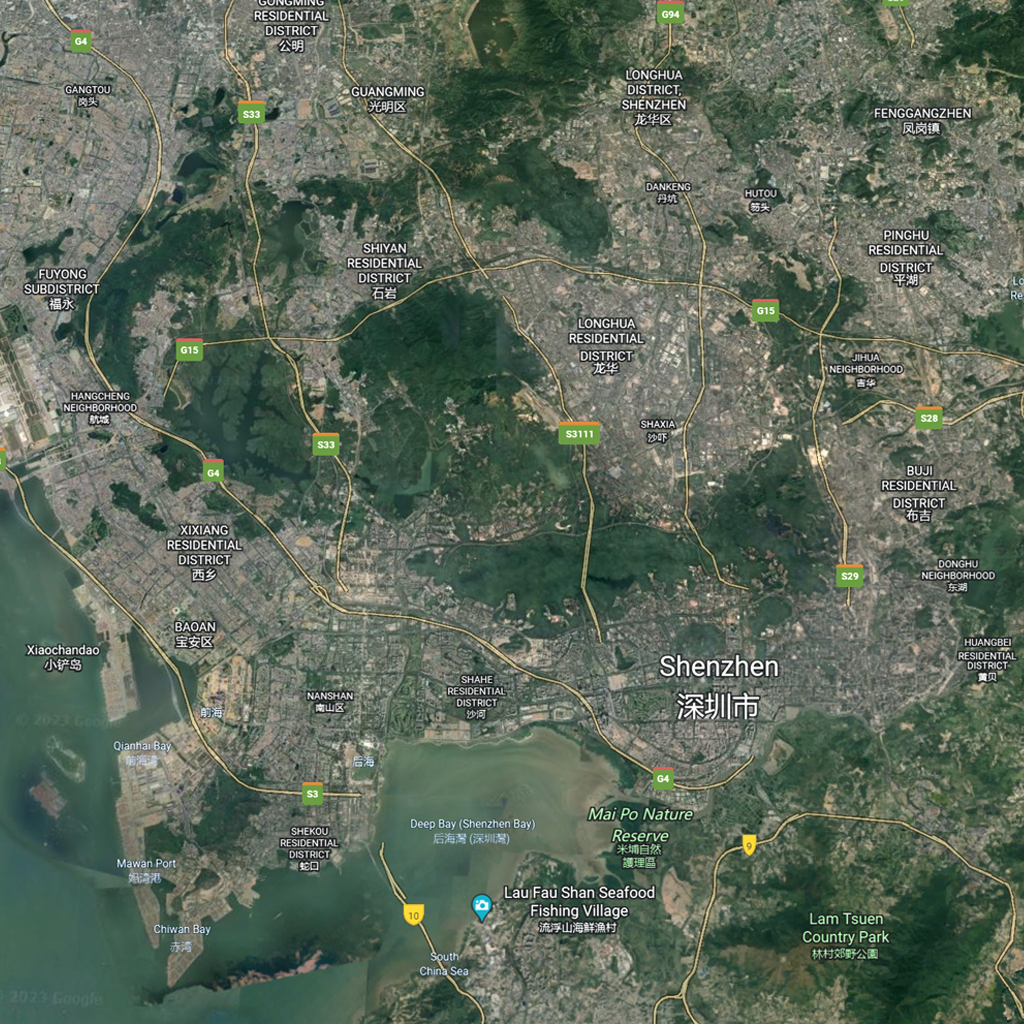 GONGMING
RESIDENTIAL
DISTRICT
公明
G94
G4
GANGTOU
岗头
S33
GUANGMING
光明区
LONGHUA
DISTRICT,
SHENZHEN
龙华区
FENGGANGZHEN
凤岗镇
DANKENG
丹坑
HUTOU
笏头
SHIYAN
RESIDENTIAL
DISTRICT
石岩
PINGHU
RESIDENTIAL
DISTRICT
平湖
FUYONG
SUBDISTRICT
福永
Lo
Re
G15
G15
LONGHUA
RESIDENTIAL
DISTRICT
龙华
JIHUA
NEIGHBORHOOD
吉华
HANGCHENG
NEIGHBORHOOD
航城
S28
SHAXIA
沙吓
S3111
S33
G4
BUJI
RESIDENTIAL
DISTRICT
布吉
XIXIANG
RESIDENTIAL
DISTRICT
西乡
S29
DONGHU
NEIGHBORHOOD
东湖
BAOAN
宝安区
Xiaochandao
小铲岛
HUANGBEI
RESIDENTIAL
DISTRICT
黄贝
Shenzhen
深圳市
SHAHE
RESIDENTIAL
DISTRICT
沙河
NANSHAN
南山区
前海
© 2023 Goog
Qianhai Bay
前海湾
后海
G4
S3
Deep Bay (Shenzhen Bay)
后海灣 (深圳灣)
Mai Po Nature
Reserve
米埔自然
護理區
9
SHEKOU
RESIDENTIAL
DISTRICT
蛇口
Mawan Port
妈湾港
Lau Fau Shan Seafood
Fishing Village
流浮山海鮮漁村
10
Lam Tsuen
Country Park
林村郊野公園
Chiwan Bay
赤湾
South
China Sea
© 2023 Google